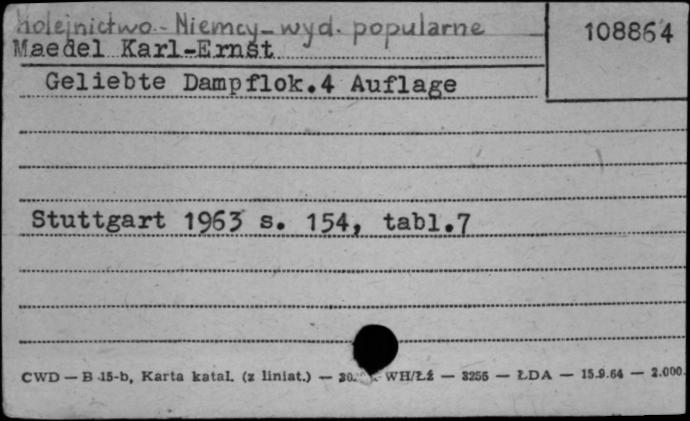 Kolejnictwo - Niemcy - wyd. popularne
108864
Maedel Karl-Ernst
Geliebte Dampflok.4 Auflage
Stuttgart 1963 s. 154, tabl.7
CWD — B 15-b, Karta katal. (z liniat.) — WH/Łź — 3256 — ŁDA — 15.9.64 — 2.000.